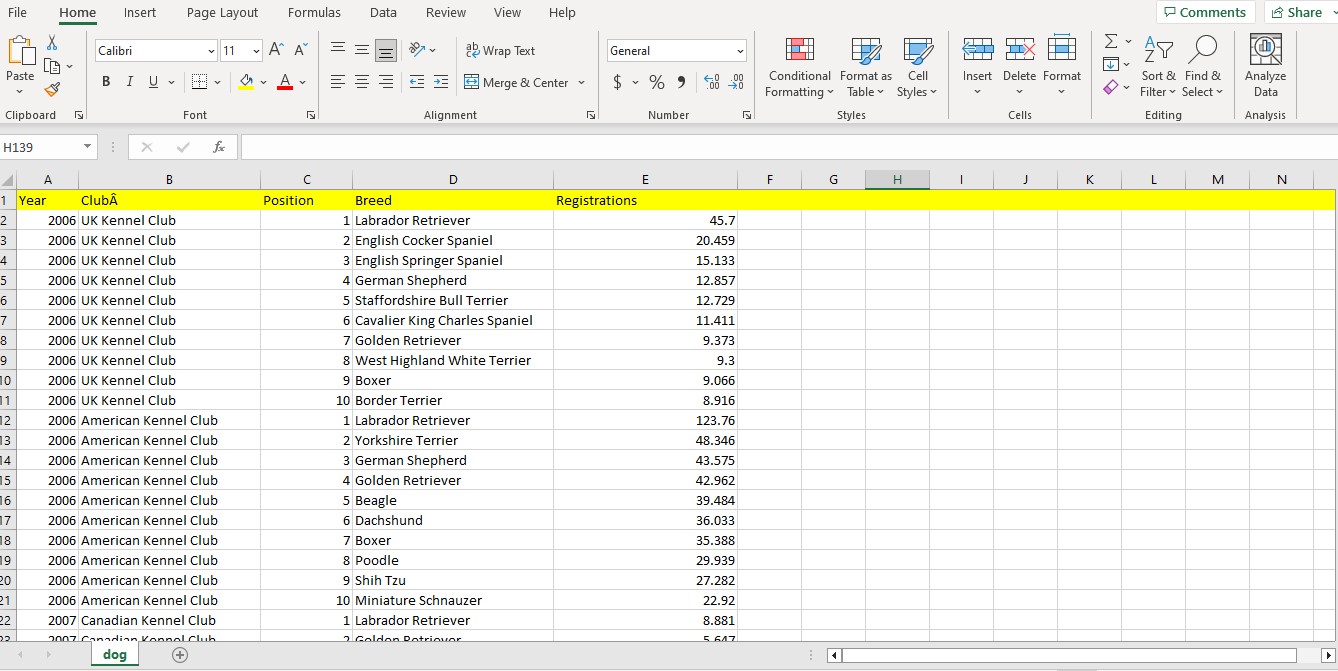 File Home Insert Page Layout Formulas Data Review View Help Comments Share
Calibri 11 A A ab Wrap Text General
Paste B I U A Merge & Center $ % Conditional Formatting Format as Table Cell Styles Insert Delete Format Sort & Filter Find & Select Analyze Data
Clipboard Font Alignment Number Styles Cells Editing Analysis
H139 fx
A B C D E F G H I J K L M N
1 Year ClubÂ Position Breed Registrations
2 2006 UK Kennel Club 1 Labrador Retriever 45.7
3 2006 UK Kennel Club 2 English Cocker Spaniel 20.459
4 2006 UK Kennel Club 3 English Springer Spaniel 15.133
5 2006 UK Kennel Club 4 German Shepherd 12.857
6 2006 UK Kennel Club 5 Staffordshire Bull Terrier 12.729
7 2006 UK Kennel Club 6 Cavalier King Charles Spaniel 11.411
8 2006 UK Kennel Club 7 Golden Retriever 9.373
9 2006 UK Kennel Club 8 West Highland White Terrier 9.3
10 2006 UK Kennel Club 9 Boxer 9.066
11 2006 UK Kennel Club 10 Border Terrier 8.916
12 2006 American Kennel Club 1 Labrador Retriever 123.76
13 2006 American Kennel Club 2 Yorkshire Terrier 48.346
14 2006 American Kennel Club 3 German Shepherd 43.575
15 2006 American Kennel Club 4 Golden Retriever 42.962
16 2006 American Kennel Club 5 Beagle 39.484
17 2006 American Kennel Club 6 Dachshund 36.033
18 2006 American Kennel Club 7 Boxer 35.388
19 2006 American Kennel Club 8 Poodle 29.939
20 2006 American Kennel Club 9 Shih Tzu 27.282
21 2006 American Kennel Club 10 Miniature Schnauzer 22.92
22 2007 Canadian Kennel Club 1 Labrador Retriever 8.881
23 2007 Canadian Kennel Club 2 Golden Retriever 5.647
dog